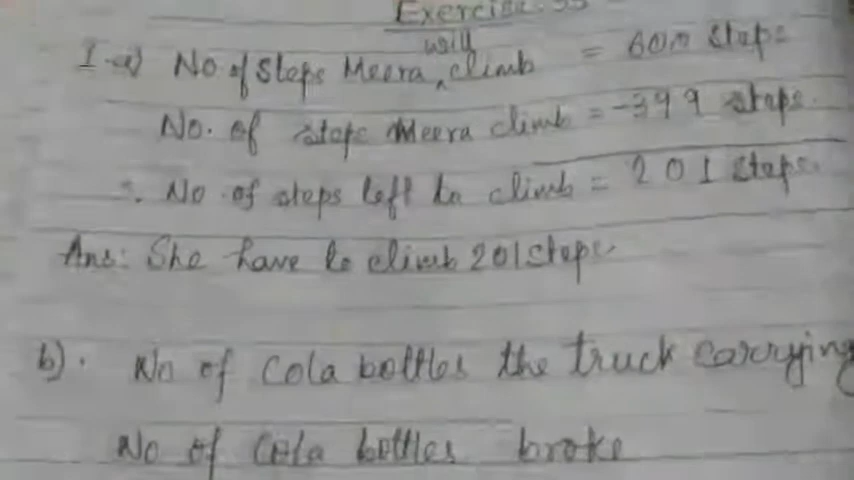 Exercise:
1 a) No of Steps Meera will climb = 600 steps
No. of steps Meera climb = -399 steps.
∴ No of steps left to climb = 201 steps.
Ans: She have to climb 201 steps.
b). No of cola bottles the truck carrying
No of cola bottles broke